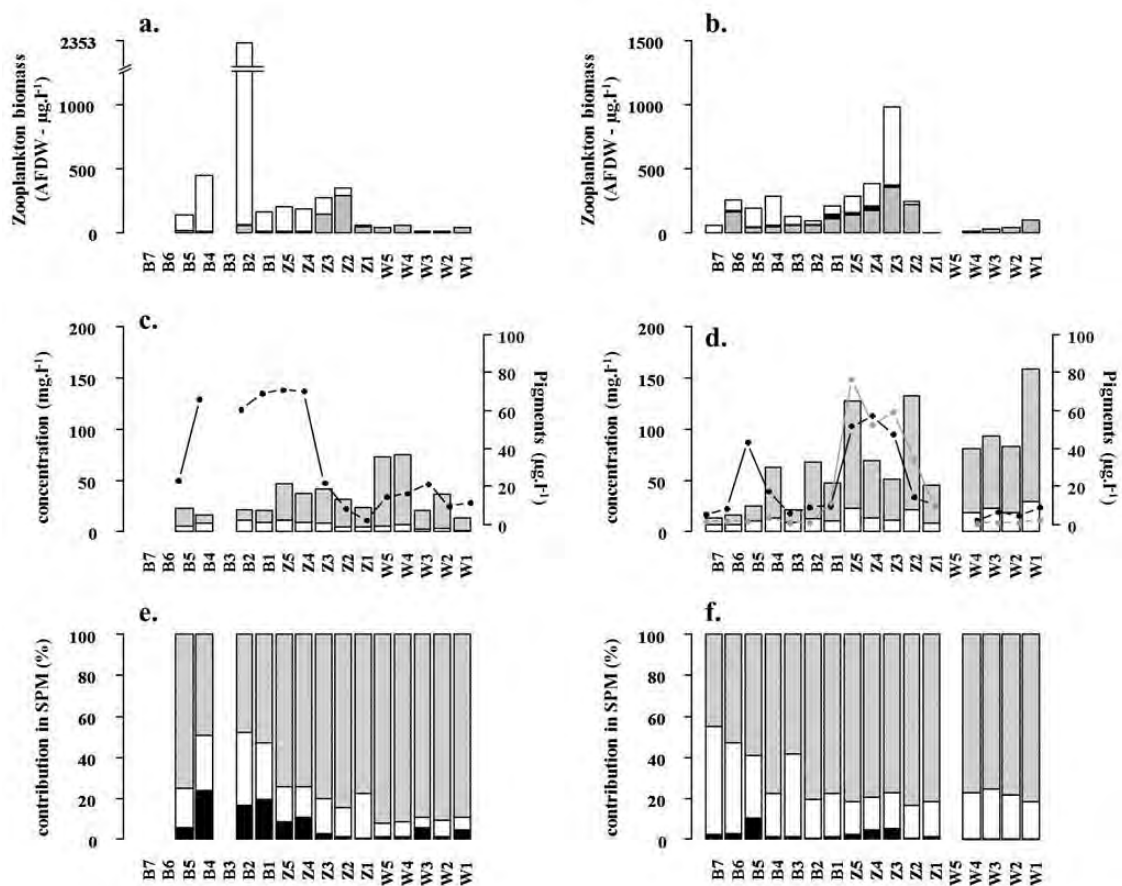 a.
Zooplankton biomass
(AFDW - µg.l⁻¹)
2353
1000
500
0
B7 B6 B5 B4 B3 B2 B1 Z5 Z4 Z3 Z2 Z1 W5 W4 W3 W2 W1
b.
Zooplankton biomass
(AFDW - µg.l⁻¹)
1500
1000
500
0
B7 B6 B5 B4 B3 B2 B1 Z5 Z4 Z3 Z2 Z1 W5 W4 W3 W2 W1
c.
concentration (mg.l⁻¹)
200
150
100
50
0
100
80
60
40
20
0
Pigments (µg.l⁻¹)
B7 B6 B5 B4 B3 B2 B1 Z5 Z4 Z3 Z2 Z1 W5 W4 W3 W2 W1
d.
concentration (mg.l⁻¹)
200
150
100
50
0
100
80
60
40
20
0
Pigments (µg.l⁻¹)
B7 B6 B5 B4 B3 B2 B1 Z5 Z4 Z3 Z2 Z1 W5 W4 W3 W2 W1
e.
contribution in SPM (%)
100
80
60
40
20
0
B7 B6 B5 B4 B3 B2 B1 Z5 Z4 Z3 Z2 Z1 W5 W4 W3 W2 W1
f.
contribution in SPM (%)
100
80
60
40
20
0
B7 B6 B5 B4 B3 B2 B1 Z5 Z4 Z3 Z2 Z1 W5 W4 W3 W2 W1